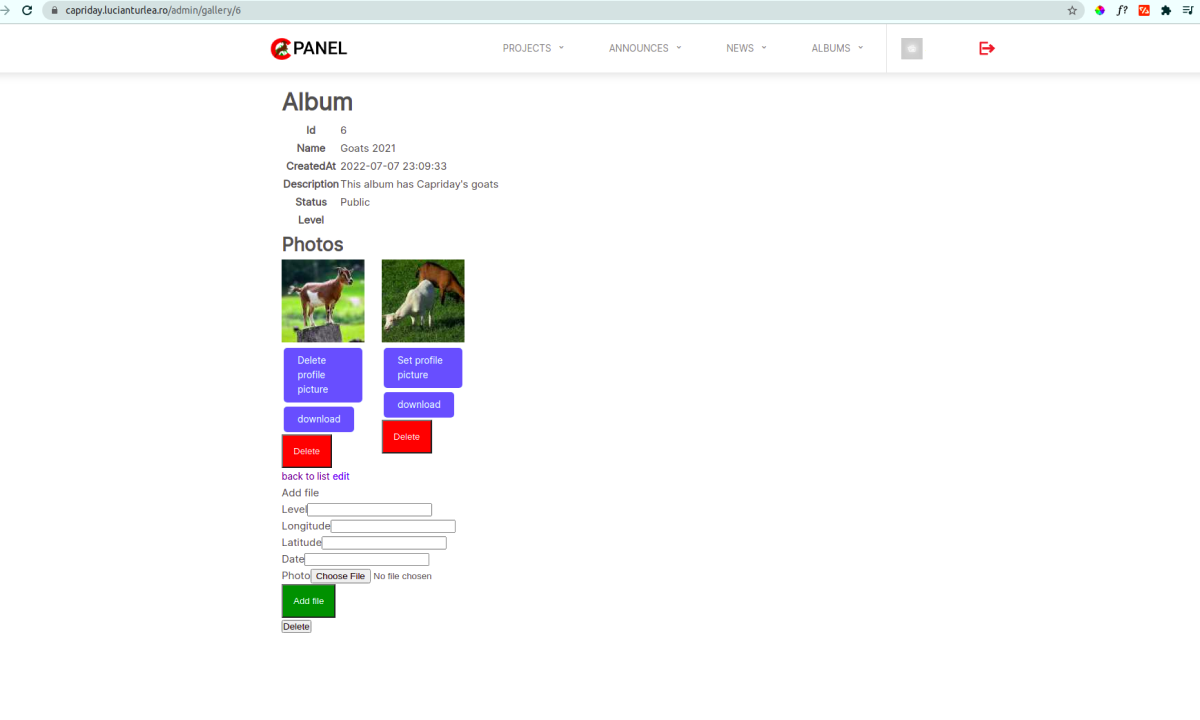 capriday.lucianturlea.ro/admin/gallery/6
f?
PANEL PROJECTS ANNOUNCES NEWS ALBUMS
Album
Id 6
Name Goats 2021
CreatedAt 2022-07-07 23:09:33
Description This album has Capriday's goats
Status Public
Level
Photos
Delete profile picture
download
Delete
Set profile picture
download
Delete
back to list edit
Add file
Level
Longitude
Latitude
Date
Photo Choose File No file chosen
Add file
Delete